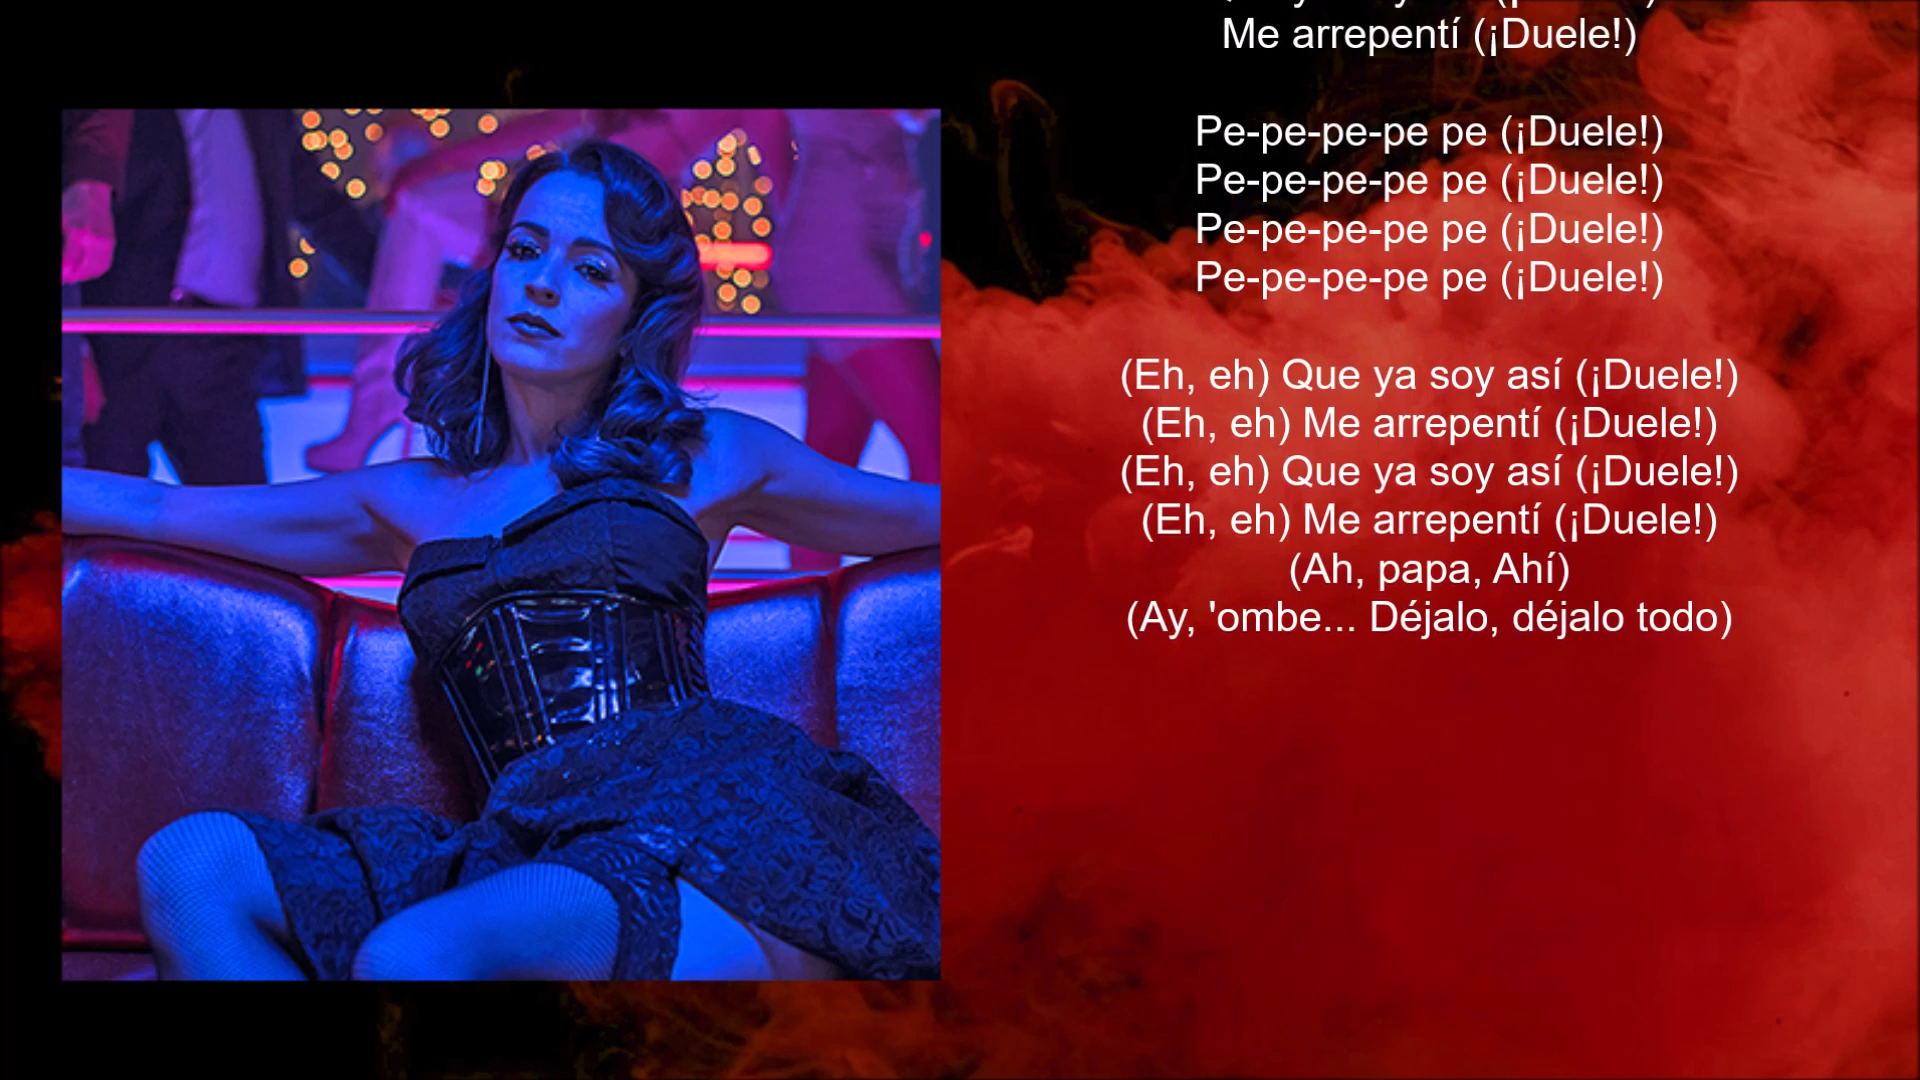 Me arrepentí (¡Duele!)
Pe-pe-pe-pe pe (¡Duele!)
Pe-pe-pe-pe pe (¡Duele!)
Pe-pe-pe-pe pe (¡Duele!)
Pe-pe-pe-pe pe (¡Duele!)
(Eh, eh) Que ya soy así (¡Duele!)
(Eh, eh) Me arrepentí (¡Duele!)
(Eh, eh) Que ya soy así (¡Duele!)
(Eh, eh) Me arrepentí (¡Duele!)
(Ah, papa, Ahí)
(Ay, 'ombe... Déjalo, déjalo todo)